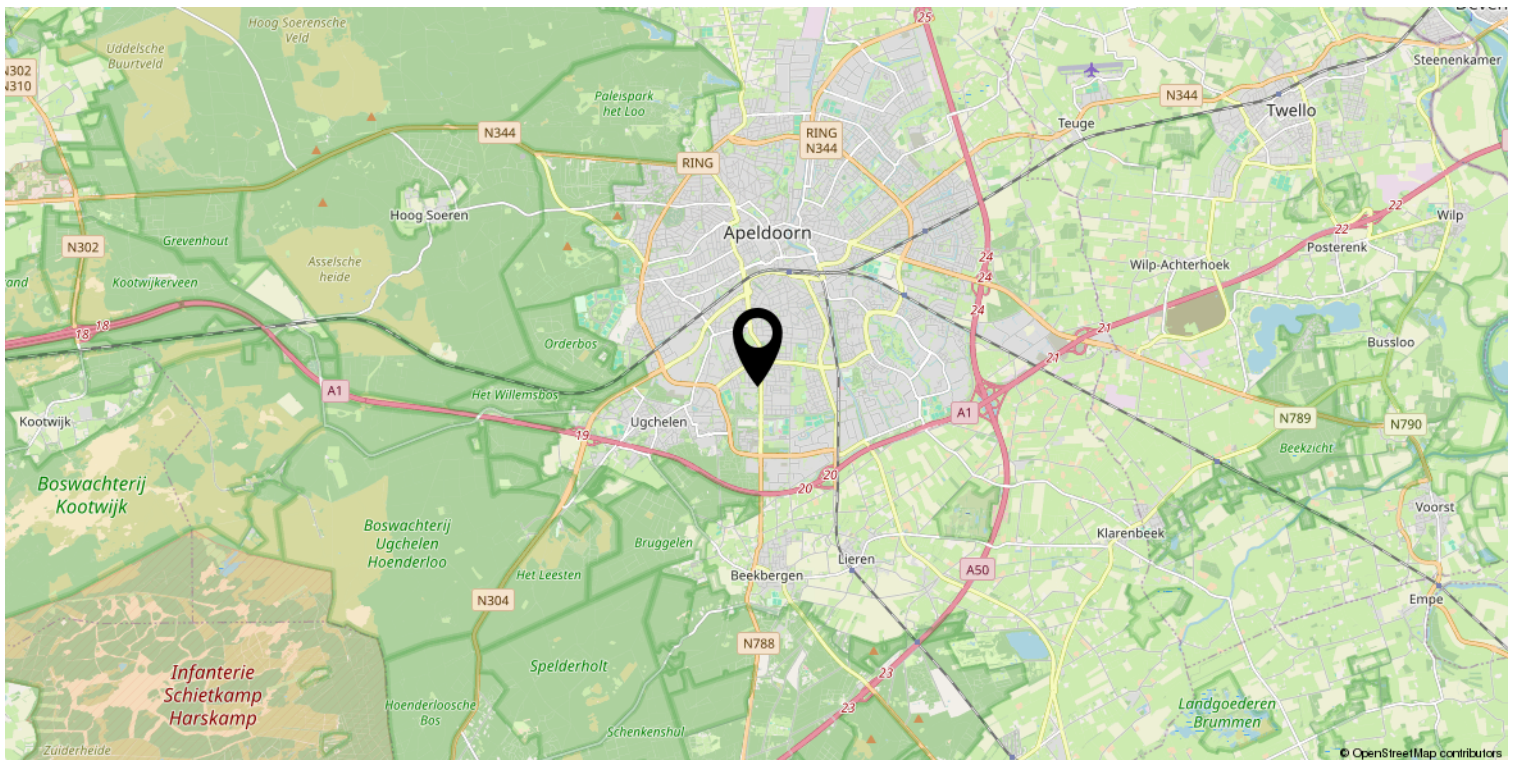 Hoog Soerensche
Veld
25
Uddelsche
Buurtveld
Steenenkamer
N302
N310
Paleispark
het Loo
N344
Twello
Teuge
N344
RING
N344
RING
Hoog Soeren
22
Wilp
22
Posterenk
Apeldoorn
N302
Grevenhout
Asselsche
heide
Kootwijkerveen
24
24
Wilp-Achterhoek
24
18
18
21
21
Orderbos
Bussloo
A1
Het Willemsbos
Kootwijk
Ugchelen
19
A1
N789
N790
Beekzicht
20
20
Boswachterij
Kootwijk
Boswachterij
Ugchelen
Hoenderloo
Voorst
Klarenbeek
Bruggelen
Lieren
Het Leesten
Beekbergen
A50
N304
Empe
N788
Spelderholt
Infanterie
Schietkamp
Harskamp
23
23
Hoenderloosche
Bos
Landgoederen
Brummen
Schenkenshul
Zuiderheide
© OpenStreetMap contributors